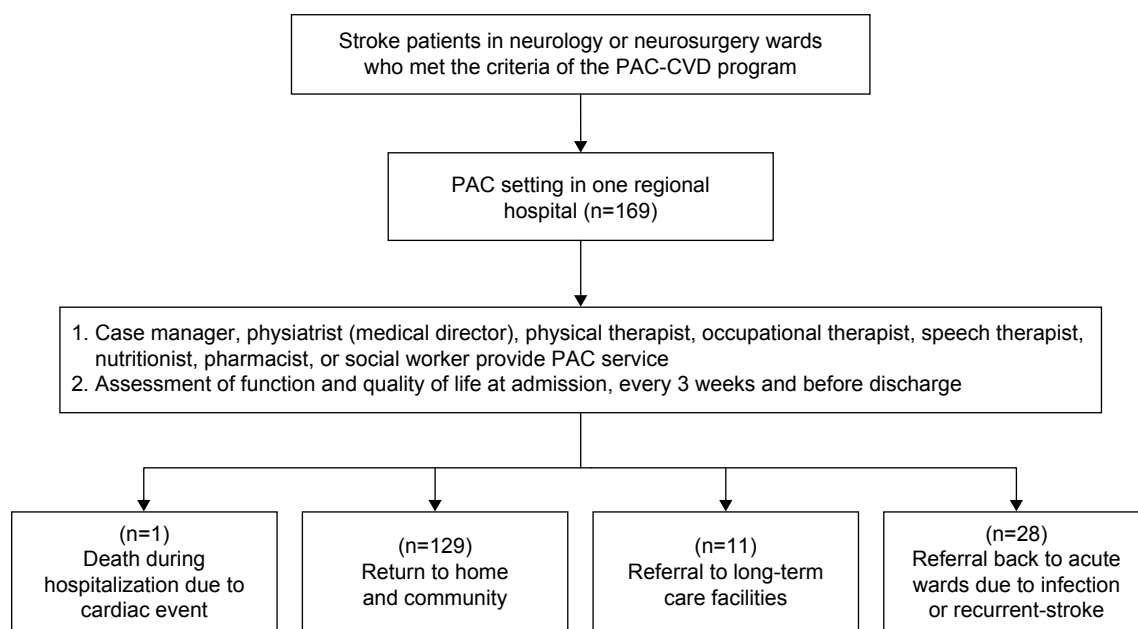 Stroke patients in neurology or neurosurgery wards
who met the criteria of the PAC-CVD program
PAC setting in one regional
hospital (n=169)
1. Case manager, physiatrist (medical director), physical therapist, occupational therapist, speech therapist,
nutritionist, pharmacist, or social worker provide PAC service
2. Assessment of function and quality of life at admission, every 3 weeks and before discharge
(n=1)
Death during
hospitalization due to
cardiac event
(n=129)
Return to home
and community
(n=11)
Referral to long-term
care facilities
(n=28)
Referral back to acute
wards due to infection
or recurrent-stroke